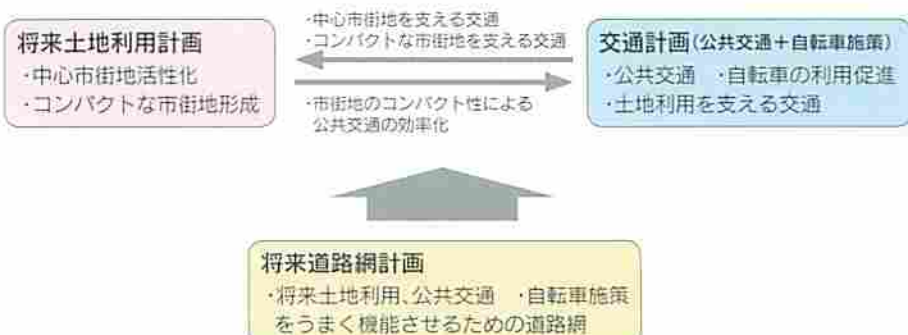 ・中心市街地を支える交通
・コンパクトな市街地を支える交通
将来土地利用計画
・中心市街地活性化
・コンパクトな市街地形成
・市街地のコンパクト性による
公共交通の効率化
交通計画(公共交通+自転車施策)
・公共交通 ・自転車の利用促進
・土地利用を支える交通
将来道路網計画
・将来土地利用、公共交通 ・自転車施策
をうまく機能させるための道路網